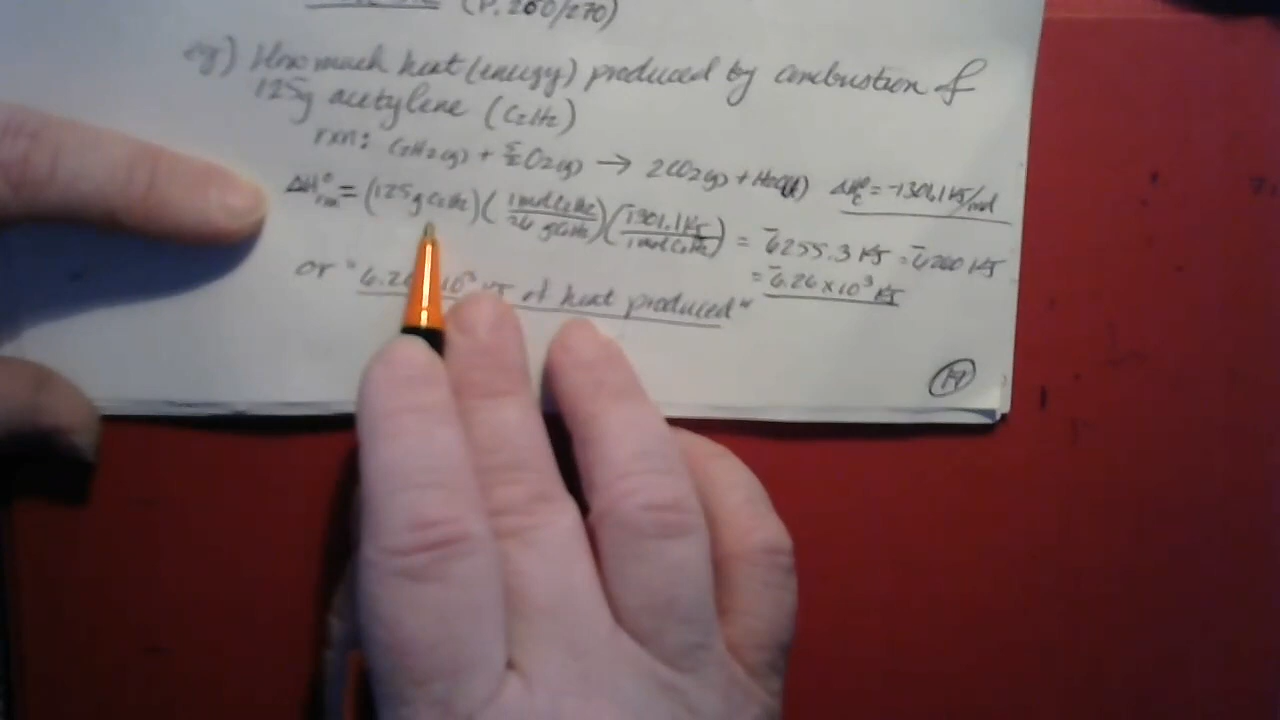 (P. 260/270)
eg) How much heat (energy) produced by combustion of
125g acetylene (C2H2)
rxn: C2H2(g) + 5/2 O2(g) → 2CO2(g) + H2O(l) ΔH°c = -1301.1 kJ/mol
ΔH°rxn = (125 g C2H2)(1 mol C2H2/26 g C2H2)(-1301.1 kJ/1 mol C2H2) = -6255.3 kJ = -6260 kJ
= -6.26 x 10³ kJ
or "6.26 10³ kJ of heat produced"